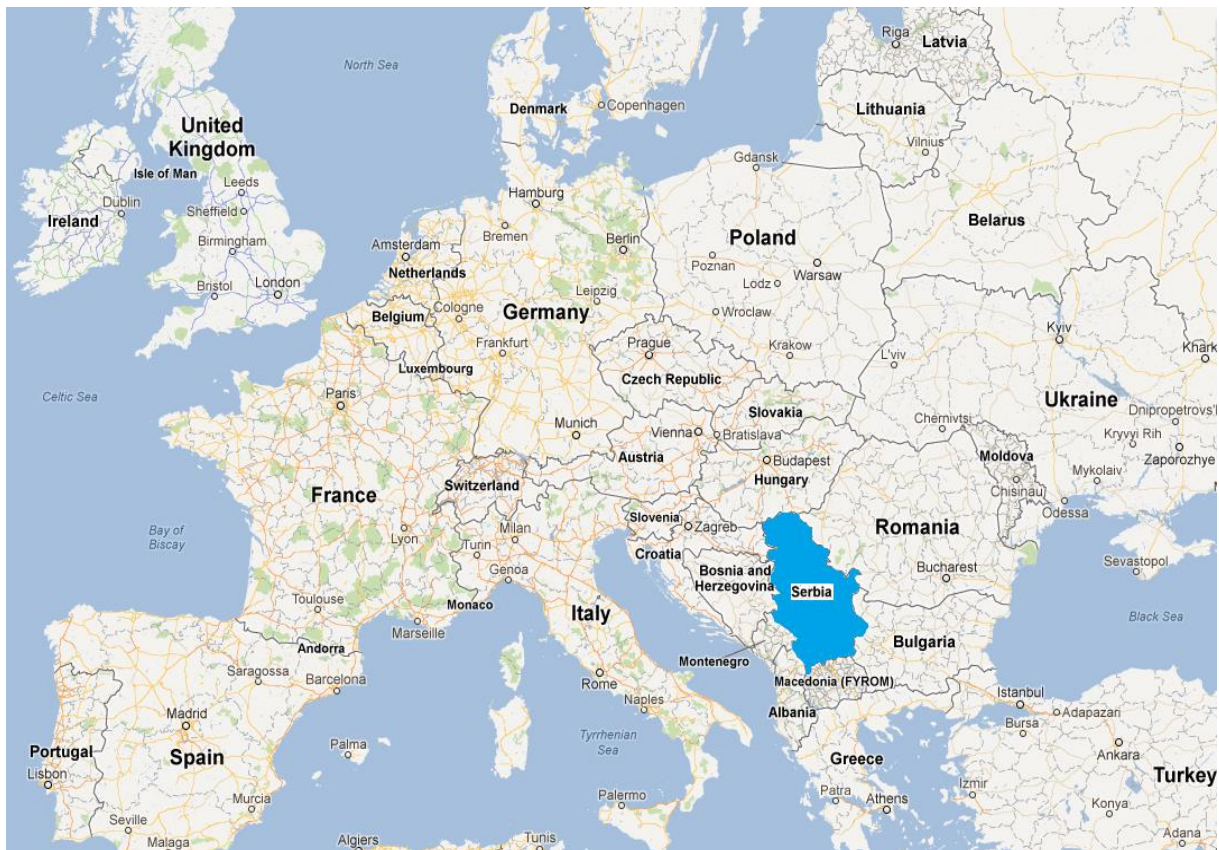 Riga
Latvia
North Sea
Denmark
Copenhagen
Lithuania
Vilnius
United
Kingdom
Isle of Man
Leeds
Gdansk
Hamburg
Dublin
Sheffield
Ireland
Belarus
Bremen
Berlin
Poland
Birmingham
Amsterdam
Poznan
Warsaw
Netherlands
Lodz
London
Bristol
Leipzig
Cologne
Germany
Wroclaw
Belgium
Kyiv
Prague
Frankfurt
Krakow
L'viv
Khark
Luxembourg
Czech Republic
Celtic Sea
Paris
Slovakia
Ukraine
Chernivtsi
Dnipropetrovs'l
Munich
Vienna
Bratislava
Kryvyi Rih
Austria
Moldova
Zaporozhye
Budapest
Mykolaiv
Hungary
Chisinau
Switzerland
France
Odessa
Slovenia
Zagreb
Romania
Bay of
Biscay
Lyon
Milan
Turin
Croatia
Sevastopol
Genoa
Bosnia and
Herzegovina
Bucharest
Serbia
Toulouse
Monaco
Italy
Black Sea
Marseille
Bulgaria
Andorra
Montenegro
Saragossa
Barcelona
Rome
Macedonia (FYROM)
Istanbul
Naples
Albania
Adapazari
Bursa
Madrid
Tyrrhenian
Sea
Portugal
Spain
Palma
Greece
Ankara
Lisbon
Turkey
Izmir
Palermo
Patra
Athens
Murcia
Konya
Seville
Malaga
Algiers
Tunis
Adana